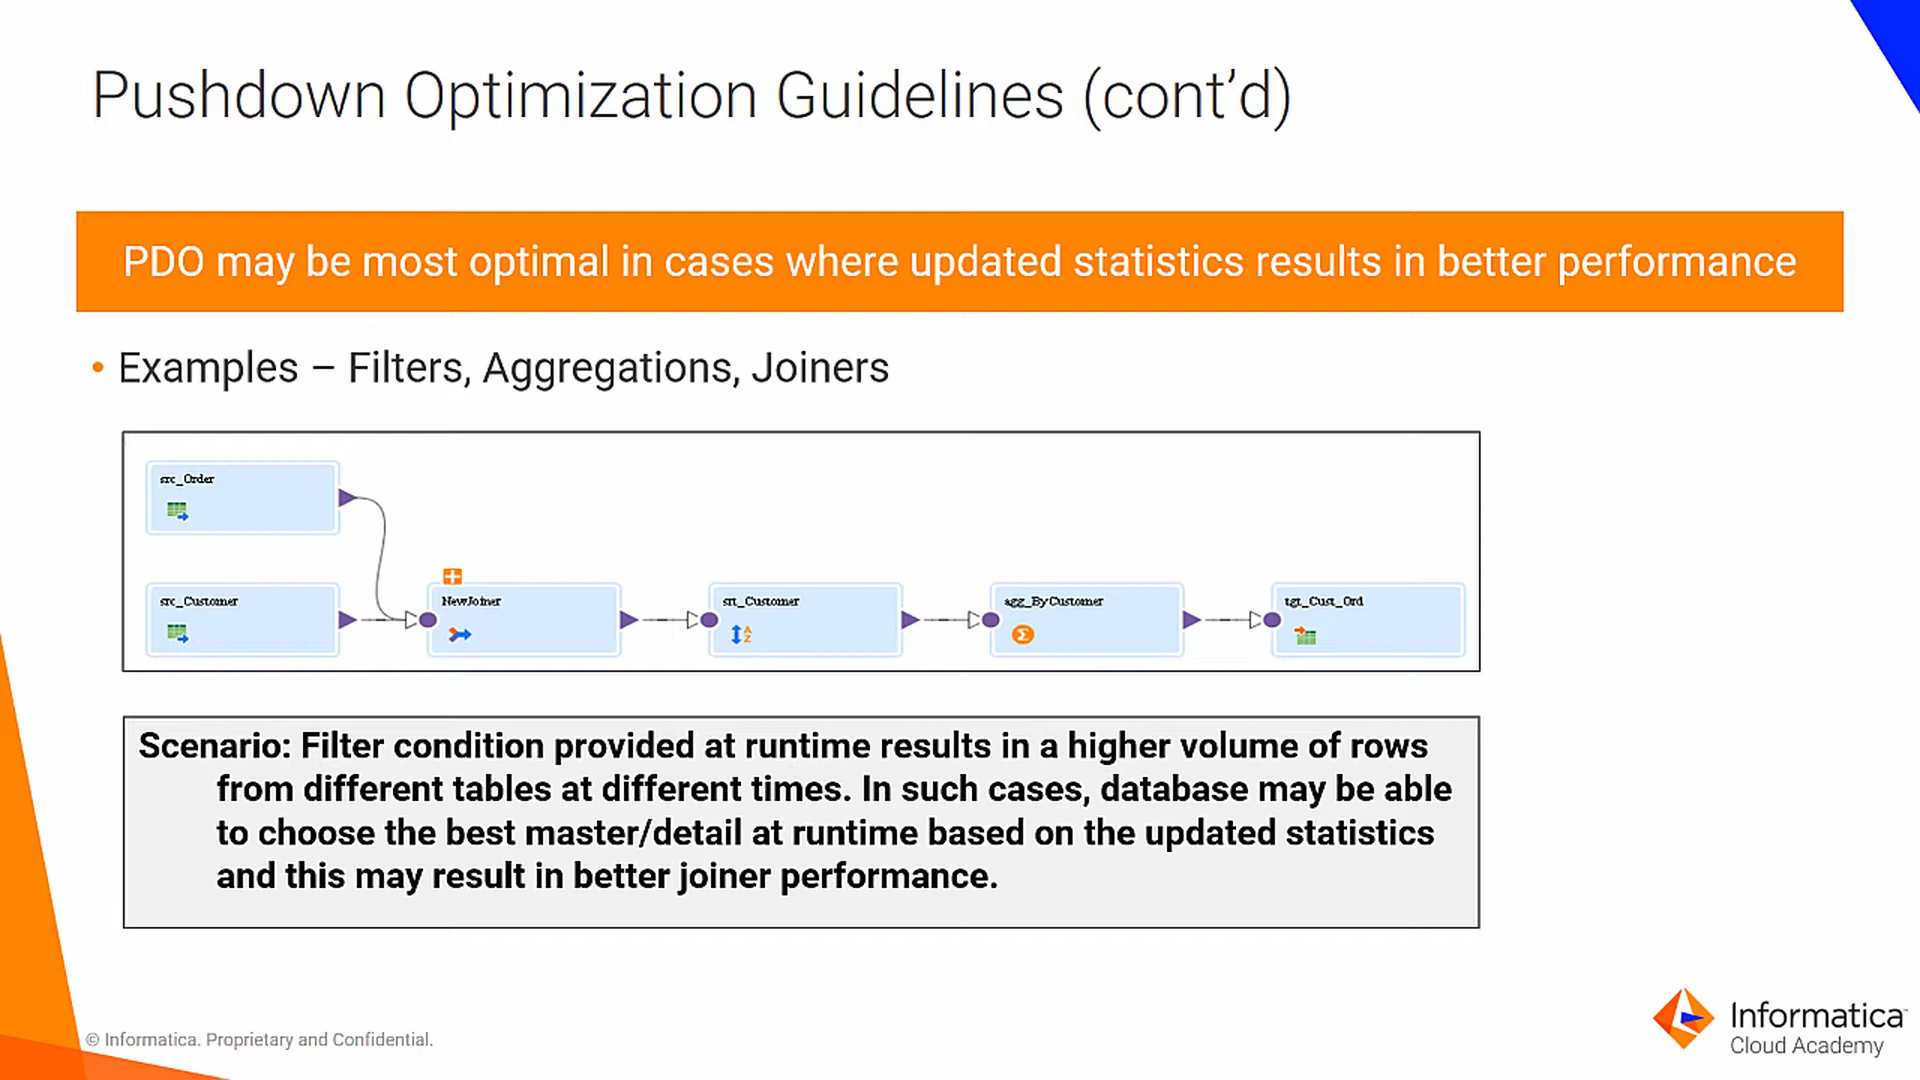 Pushdown Optimization Guidelines (cont’d)
PDO may be most optimal in cases where updated statistics results in better performance
• Examples – Filters, Aggregations, Joiners
src_Order
src_Customer
NewJoiner
srt_Customer
agg_ByCustomer
tgt_Cust_Ord
Scenario: Filter condition provided at runtime results in a higher volume of rows
from different tables at different times. In such cases, database may be able
to choose the best master/detail at runtime based on the updated statistics
and this may result in better joiner performance.
© Informatica. Proprietary and Confidential.
Informatica
Cloud Academy